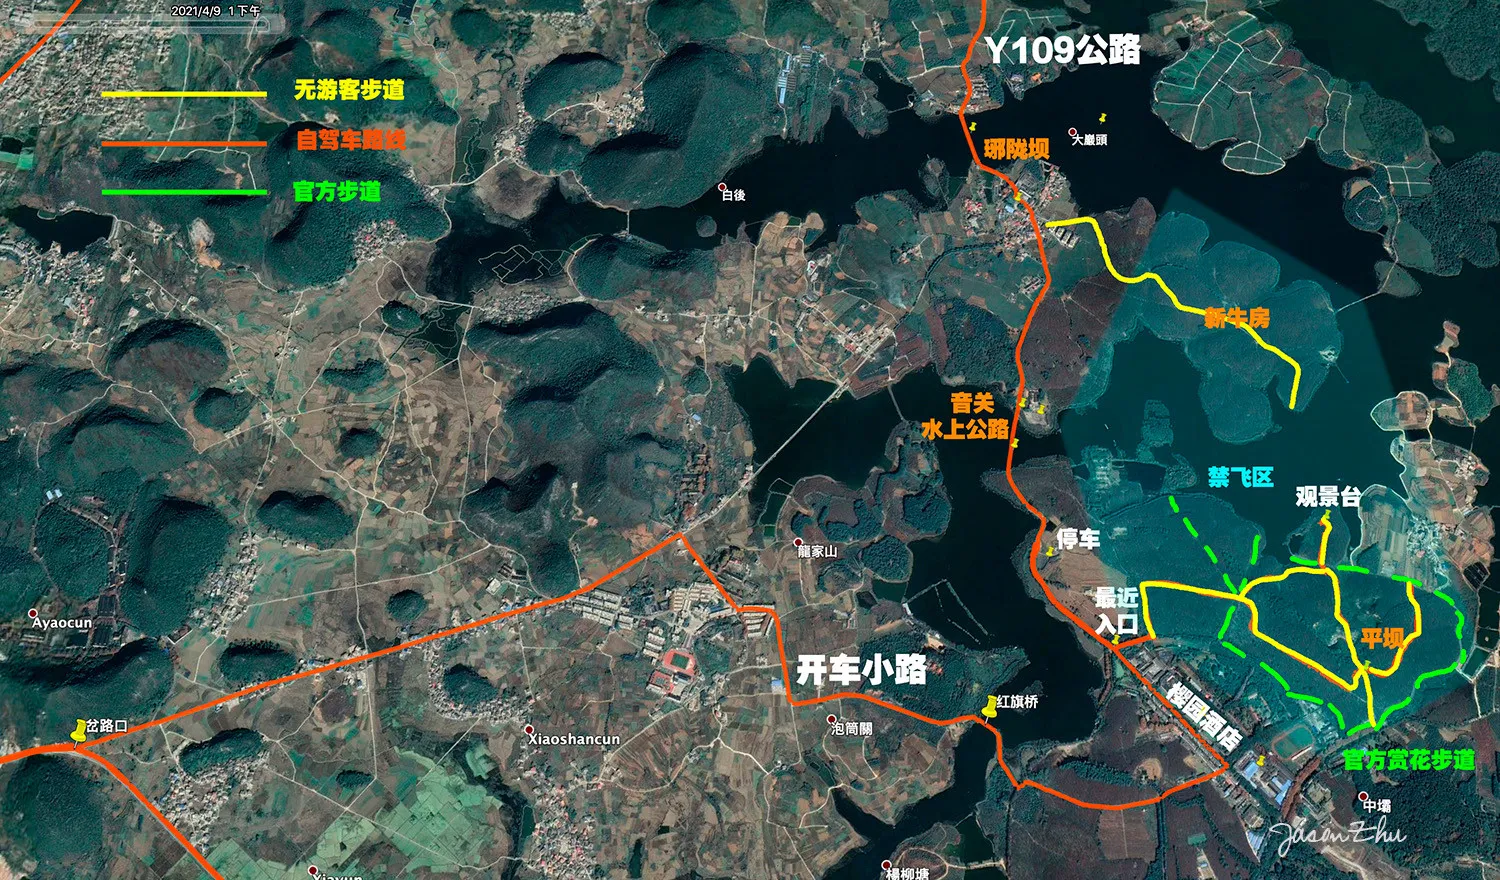 2021/4/9 1 下午
无游客步道
自驾车路线
官方步道
Y109公路
大巖頭
琊陇坝
白後
新牛房
音关
水上公路
禁飞区
观景台
停车
龍家山
最近
入口
Ayaocun
平坝
开车小路
岔路口
红旗桥
泡筒關
Xiaoshancun
樱园酒店
官方赏花步道
中壩
JasonZhu
Xiayun
楊柳塘